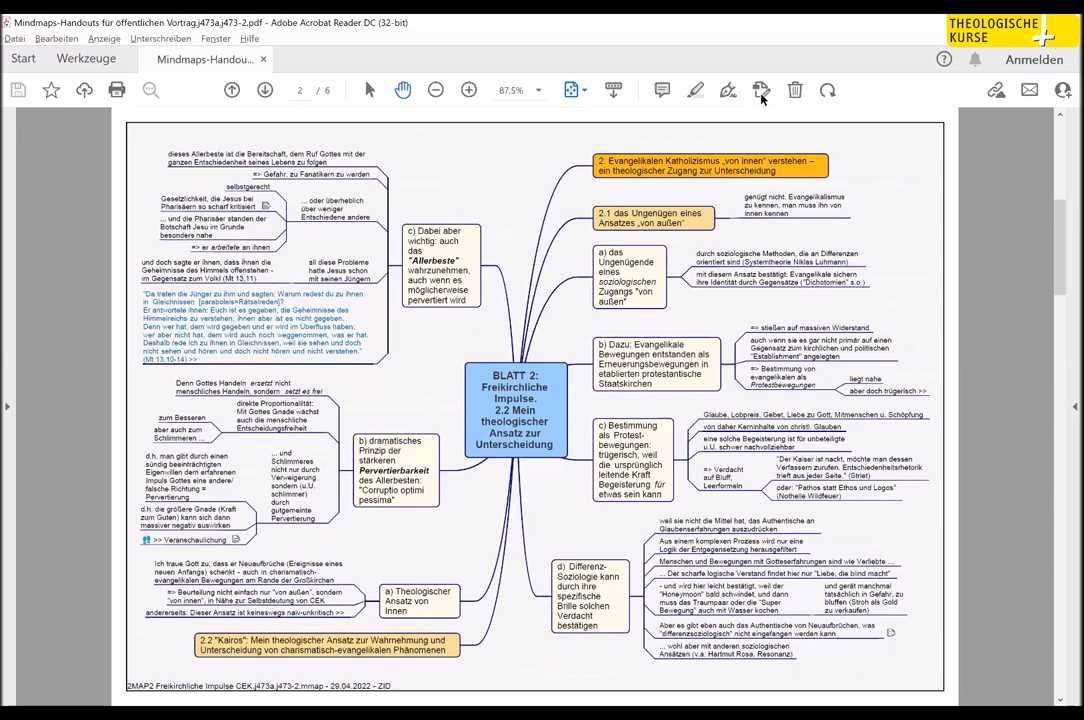 Mindmaps-Handouts für offentlichen Vortrag.j473a.j473-2.pdf - Adobe Acrobat Reader DC (32-bit)
Datei Bearbeiten Anzeige Unterschreiben Fenster Hilfe
THEOLOGISCHE
KURSE
Start Werkzeuge Mindmaps-Handou... × Anmelden
2 / 6 87,5%
2. Evangelikalen Katholizismus „von innen" verstehen –
ein theologischer Zugang zur Unterscheidung
2.1 das Ungenügen eines
Ansatzes „von außen"
genügt nicht, Evangelikalismus
zu kennen, man muss ihn von
innen kennen
a) das
Ungenügende
eines
soziologischen
Zugangs "von
außen"
durch soziologische Methoden, die an Differenzen
orientiert sind (Systemtheorie Niklas Luhmann)
mit diesem Ansatz bestätigt: Evangelikale sichern
ihre Identität durch Gegensätze ("Dichotomien" s.o.)
b) Dazu: Evangelikale
Bewegungen entstanden als
Erneuerungsbewegungen in
etablierten protestantische
Staatskirchen
=> stießen auf massiven Widerstand
auch wenn sie es gar nicht primär auf einen
Gegensatz zum kirchlichen und politischen
"Establishment" angelegten
=> Bestimmung von
evangelikalen als
Protestbewegungen
liegt nahe
aber doch trügerisch >>
c) Bestimmung
als Protest-
bewegungen:
trügerisch, weil
die ursprünglich
leitende Kraft
Begeisterung für
etwas sein kann
Glaube, Lobpreis, Gebet, Liebe zu Gott, Mitmenschen u. Schöpfung
von daher Kerninhalte von christl. Glauben
eine solche Begeisterung ist für unbeteiligte
u.U. schwer nachvollziehbar
=> Verdacht
auf Bluff,
Leerformeln
"Der Kaiser ist nackt, möchte man dessen
Verfassern zurufen. Entschiedenheitsrhetorik
trieft aus jeder Seite." (Striet)
oder: "Pathos statt Ethos und Logos"
(Nothelle Wildfeuer)
d) Differenz-
Soziologie kann
durch ihre
spezifische
Brille solchen
Verdacht
bestätigen
weil sie nicht die Mittel hat, das Authentische an
Glaubenserfahrungen auszudrücken
Aus einem komplexen Prozess wird nur eine
Logik der Entgegensetzung herausgefiltert
Menschen und Bewegungen mit Gotteserfahrungen sind wie Verliebte ...
... Der scharfe logische Verstand findet hier nur "Liebe, die blind macht"
- und wird hier leicht bestätigt, weil der
"Honeymoon" bald schwindet, und dann
muss das Traumpaar oder die "Super
Bewegung" auch mit Wasser kochen
und gerät manchmal
tatsächlich in Gefahr, zu
bluffen (Stroh als Gold
zu verkaufen)
Aber es gibt eben auch das Authentische von Neuaufbrüchen, was
"differenzsoziologisch" nicht eingefangen werden kann
... wohl aber mit anderen soziologischen
Ansätzen (v.a. Hartmut Rosa, Resonanz)
BLATT 2:
Freikirchliche
Impulse.
2.2 Mein
theologischer
Ansatz zur
Unterscheidung
dieses Allerbeste ist die Bereitschaft, dem Ruf Gottes mit der
ganzen Entschiedenheit seines Lebens zu folgen
=> Gefahr, zu Fanatikern zu werden
selbstgerecht
Gesetzlichkeit, die Jesus bei
Pharisäern so scharf kritisiert
... und die Pharisäer standen der
Botschaft Jesu im Grunde
besonders nahe
=> er arbeitete an ihnen
... oder überheblich
über weniger
Entschiedene andere
und doch sagte er ihnen, dass ihnen die
Geheimnisse des Himmels offenstehen -
im Gegensatz zum Volk! (Mt 13,11)
all diese Probleme
hatte Jesus schon
mit seinen Jüngern
"Da traten die Jünger zu ihm und sagten: Warum redest du zu ihnen
in Gleichnissen [paraboleis=Rätselreden]?
Er antwortete ihnen: Euch ist es gegeben, die Geheimnisse des
Himmelreichs zu verstehen; ihnen aber ist es nicht gegeben.
Denn wer hat, dem wird gegeben und er wird im Überfluss haben;
wer aber nicht hat, dem wird auch noch weggenommen, was er hat.
Deshalb rede ich zu ihnen in Gleichnissen, weil sie sehen und doch
nicht sehen und hören und doch nicht hören und nicht verstehen."
(Mt 13,10-14) >>
c) Dabei aber
wichtig: auch
das
"Allerbeste"
wahrzunehmen,
auch wenn es
möglicherweise
pervertiert wird
Denn Gottes Handeln ersetzt nicht
menschliches Handeln, sondern setzt es frei
zum Besseren
aber auch zum
Schlimmeren ...
direkte Proportionalität:
Mit Gottes Gnade wächst
auch die menschliche
Entscheidungsfreiheit
d.h. man gibt durch einen
sündig beeinträchtigten
Eigenwillen dem erfahrenen
Impuls Gottes eine andere/
falsche Richtung =
Pervertierung
d.h. die größere Gnade (Kraft
zum Guten) kann sich dann
massiver negativ auswirken
>> Veranschaulichung
... und
Schlimmeres
nicht nur durch
Verweigerung
sondern (u.U.
schlimmer)
durch
gutgemeinte
Pervertierung
b) dramatisches
Prinzip der
stärkeren
Pervertierbarkeit
des Allerbesten:
"Corruptio optimi
pessima"
Ich traue Gott zu, dass er Neuaufbrüche (Ereignisse eines
neuen Anfangs) schenkt - auch in charismatisch-
evangelikalen Bewegungen am Rande der Großkirchen
=> Beurteilung nicht einfach nur "von außen", sondern
"von innen", in Nähe zur Selbstdeutung von CEK
andererseits: Dieser Ansatz ist keineswegs naiv-unkritisch >>
a) Theologischer
Ansatz von
Innen
2.2 "Kairos": Mein theologischer Ansatz zur Wahrnehmung und
Unterscheidung von charismatisch-evangelikalen Phänomenen
2MAP2 Freikirchliche Impulse CEK.j473a.j473-2.mmap - 29.04.2022 - ZID